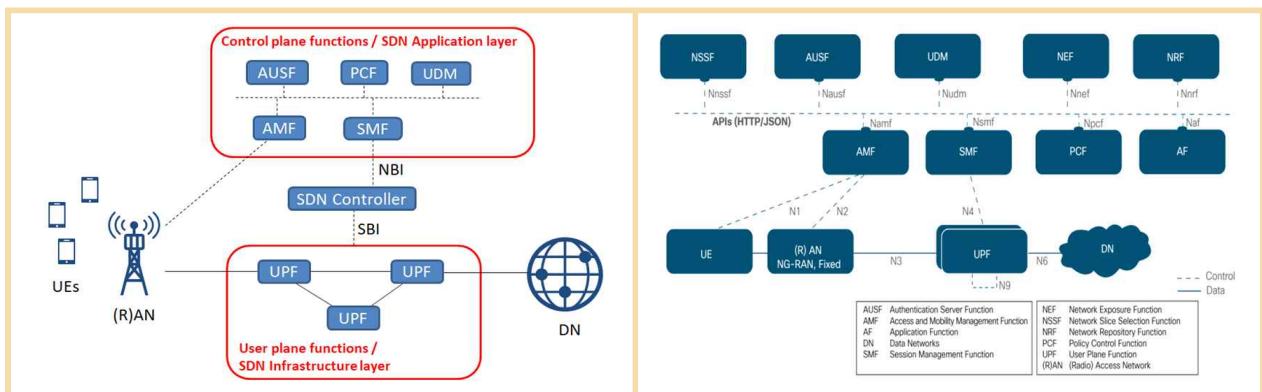 Control plane functions / SDN Application layer
AUSF
PCF
UDM
AMF
SMF
NBI
SDN Controller
SBI
UEs
(R)AN
UPF
UPF
UPF
DN
User plane functions /
SDN Infrastructure layer
NSSF
AUSF
UDM
NEF
NRF
Nnssf
Nausf
Nudm
Nnef
Nnrf
APIs (HTTP/JSON)
Namf
Nsmf
Npcf
Naf
AMF
SMF
PCF
AF
N1
N2
N4
UE
(R) AN
NG-RAN, Fixed
N3
UPF
N6
DN
N9
Control
Data
AUSF Authentication Server Function
AMF Access and Mobility Management Function
AF Application Function
DN Data Networks
SMF Session Management Function
NEF Network Exposure Function
NSSF Network Slice Selection Function
NRF Network Repository Function
PCF Policy Control Function
UPF User Plane Function
(R)AN (Radio) Access Network